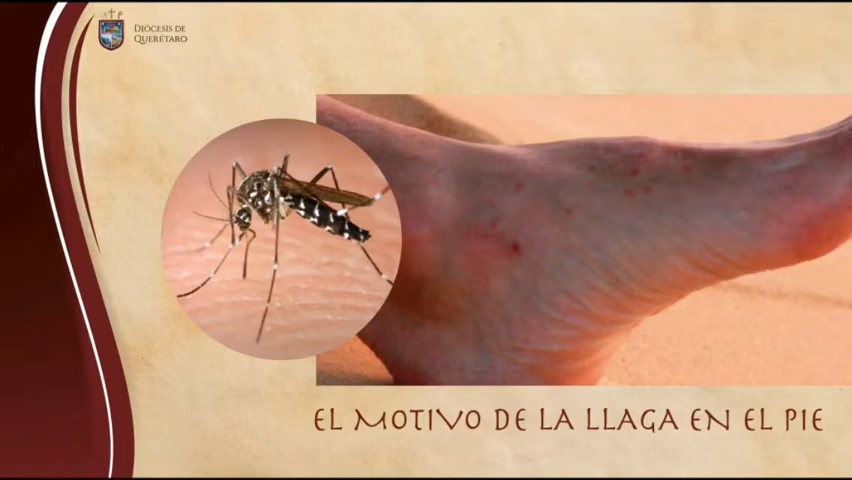 DIÓCESIS DE
QUERÉTARO
EL MOTIVO DE LA LLAGA EN EL PIE